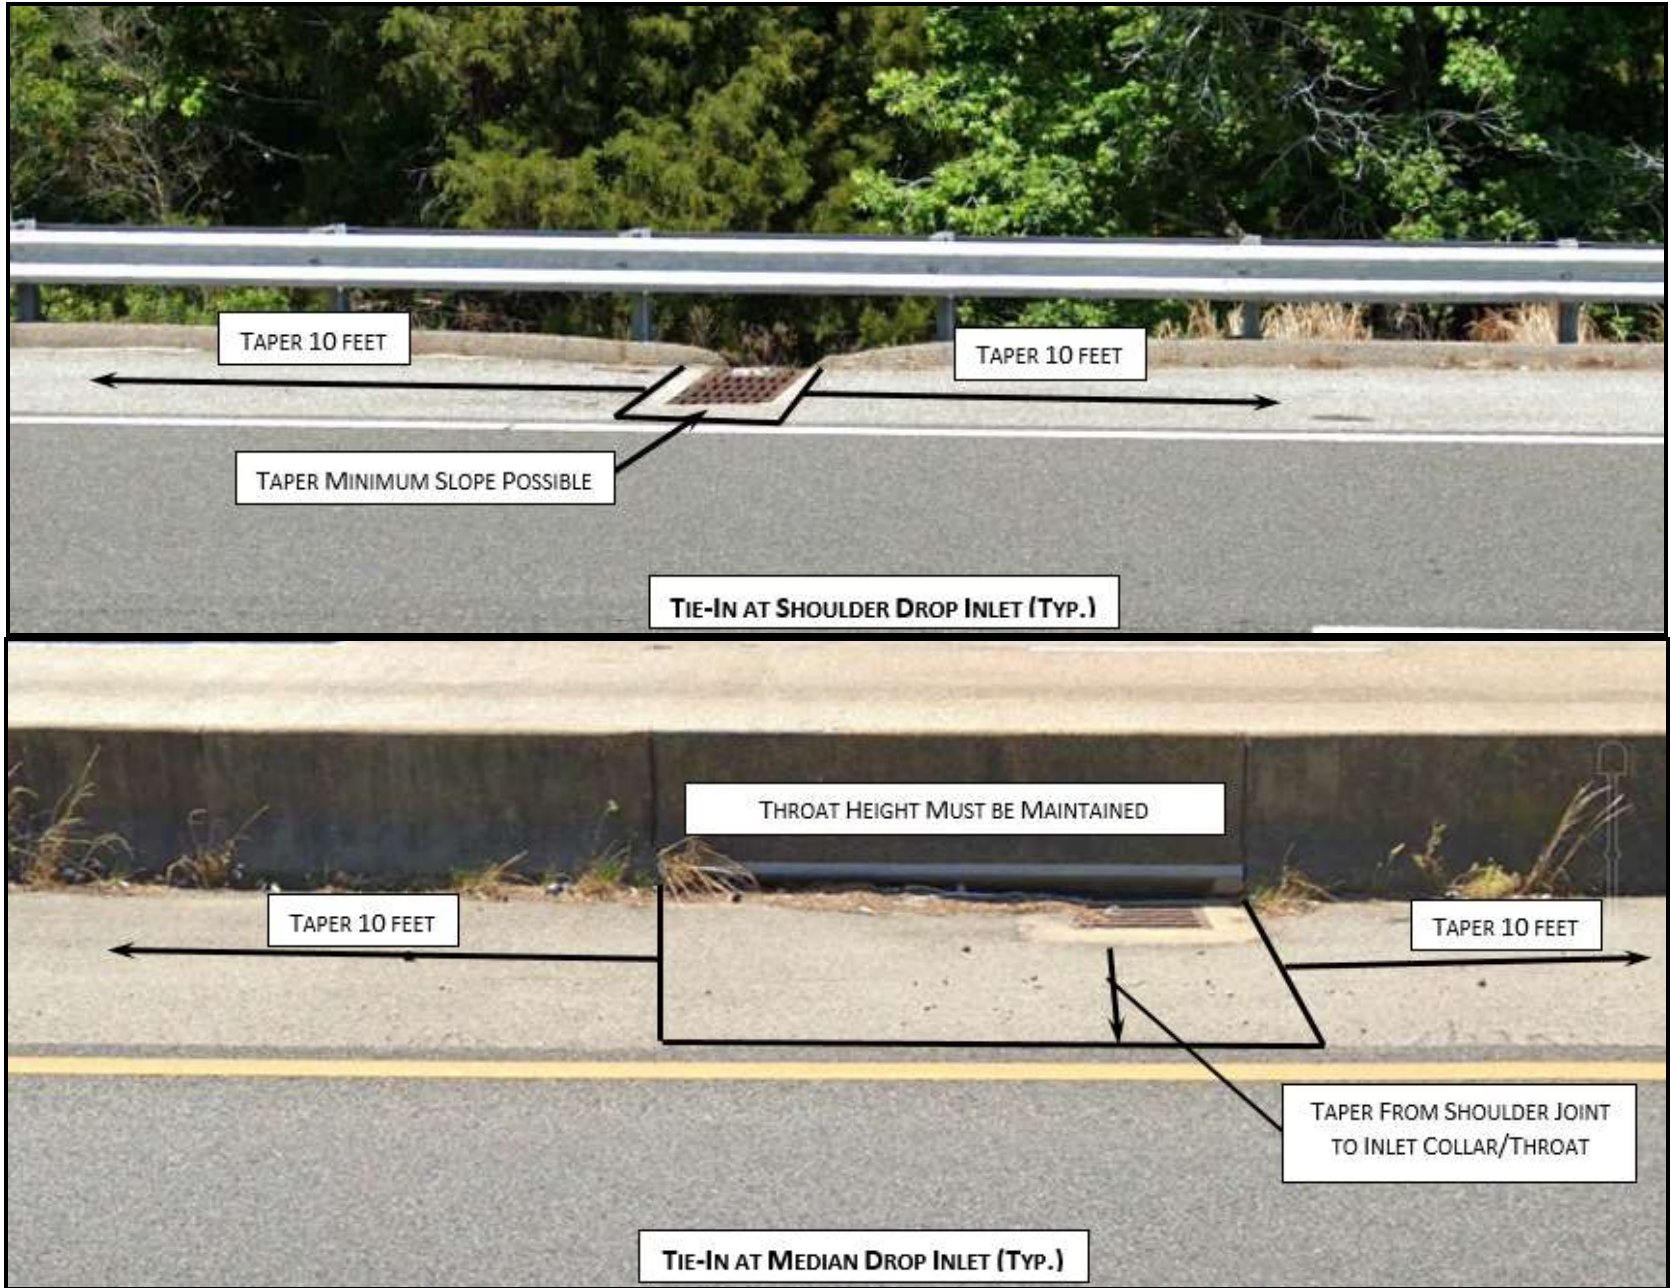 TAPER 10 FEET
TAPER 10 FEET
TAPER MINIMUM SLOPE POSSIBLE
TIE-IN AT SHOULDER DROP INLET (TYP.)
THROAT HEIGHT MUST BE MAINTAINED
TAPER 10 FEET
TAPER 10 FEET
TAPER FROM SHOULDER JOINT
TO INLET COLLAR/THROAT
TIE-IN AT MEDIAN DROP INLET (TYP.)